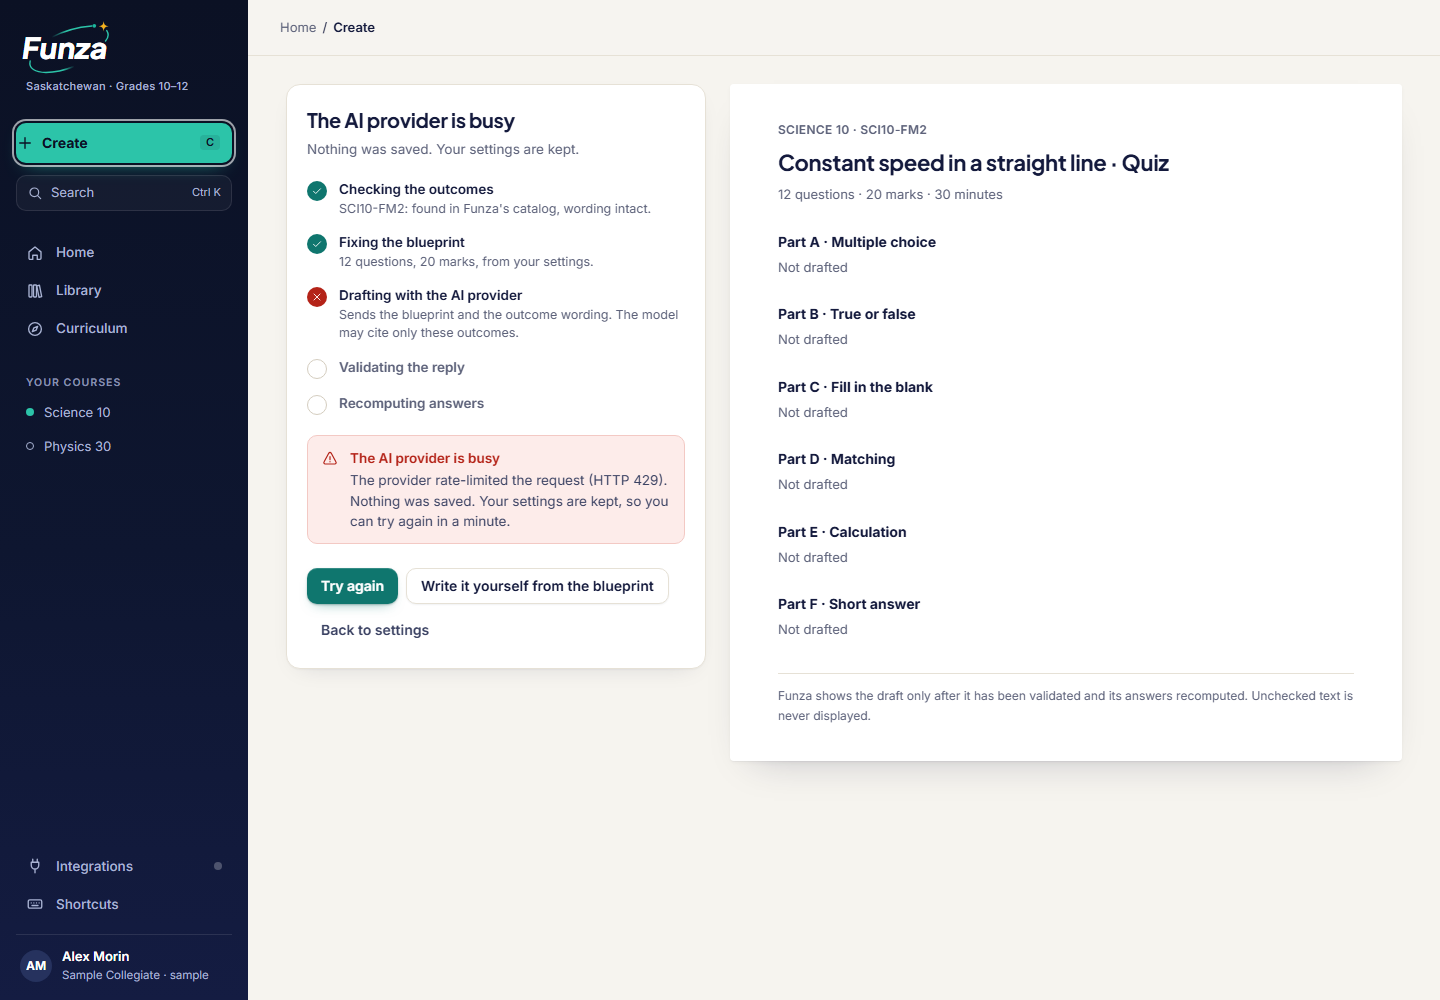 Funza
Saskatchewan · Grades 10–12
Create
C
Search
Ctrl K
Home
Library
Curriculum
YOUR COURSES
Science 10
Physics 30
Integrations
Shortcuts
AM
Alex Morin
Sample Collegiate · sample
Home / Create
The AI provider is busy
Nothing was saved. Your settings are kept.
Checking the outcomes
SCI10-FM2: found in Funza's catalog, wording intact.
Fixing the blueprint
12 questions, 20 marks, from your settings.
Drafting with the AI provider
Sends the blueprint and the outcome wording. The model
may cite only these outcomes.
Validating the reply
Recomputing answers
The AI provider is busy
The provider rate-limited the request (HTTP 429).
Nothing was saved. Your settings are kept, so you
can try again in a minute.
Try again
Write it yourself from the blueprint
Back to settings
SCIENCE 10 · SCI10-FM2
Constant speed in a straight line · Quiz
12 questions · 20 marks · 30 minutes
Part A · Multiple choice
Not drafted
Part B · True or false
Not drafted
Part C · Fill in the blank
Not drafted
Part D · Matching
Not drafted
Part E · Calculation
Not drafted
Part F · Short answer
Not drafted
Funza shows the draft only after it has been validated and its answers recomputed. Unchecked text is
never displayed.